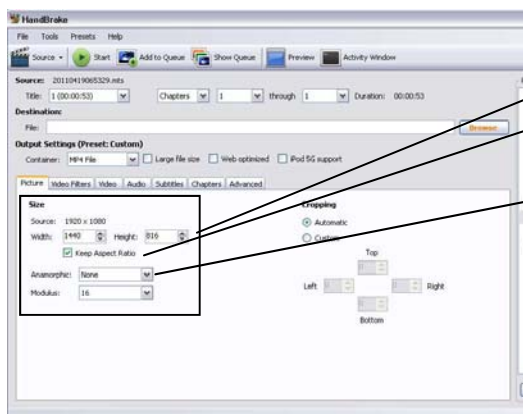 HandBrake
File Tools Presets Help
Source Start Add to Queue Show Queue Preview Activity Window
Source: 20110419065329.mts
Title: 1 (00:00:53) Chapters 1 through 1 Duration: 00:00:53
Destination:
File: Browse
Output Settings (Preset: Custom)
Container: MP4 File Large file size Web optimized iPod 5G support
Picture Video Filters Video Audio Subtitles Chapters Advanced
Size
Source: 1920 x 1080
Width: 1440 Height: 816
Keep Aspect Ratio
Anamorphic: None
Modulus: 16
Cropping
Automatic
Custom
Top
Left Right
Bottom